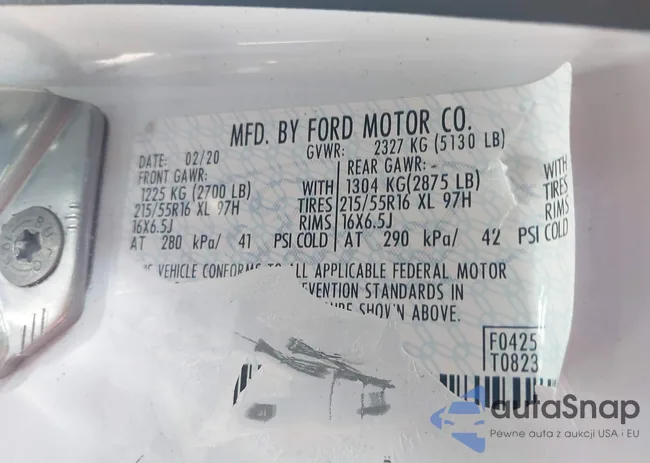 MFD. BY FORD MOTOR CO.
DATE: 02/20 GVWR: 2327 KG (5130 LB)
FRONT GAWR: REAR GAWR:
1225 KG (2700 LB) WITH 1304 KG(2875 LB) WITH
215/55R16 XL 97H TIRES 215/55R16 XL 97H TIRES
16X6.5J RIMS 16X6.5J RIMS
AT 280 kPa/ 41 PSI COLD AT 290 kPa/ 42 PSI COLD
VEHICLE CONFORMS ALL APPLICABLE FEDERAL MOTOR
VENTION STANDARDS IN
SHOWN ABOVE.
F0425
T0823
autaSnap
Pewne auta z aukcji USA i EU